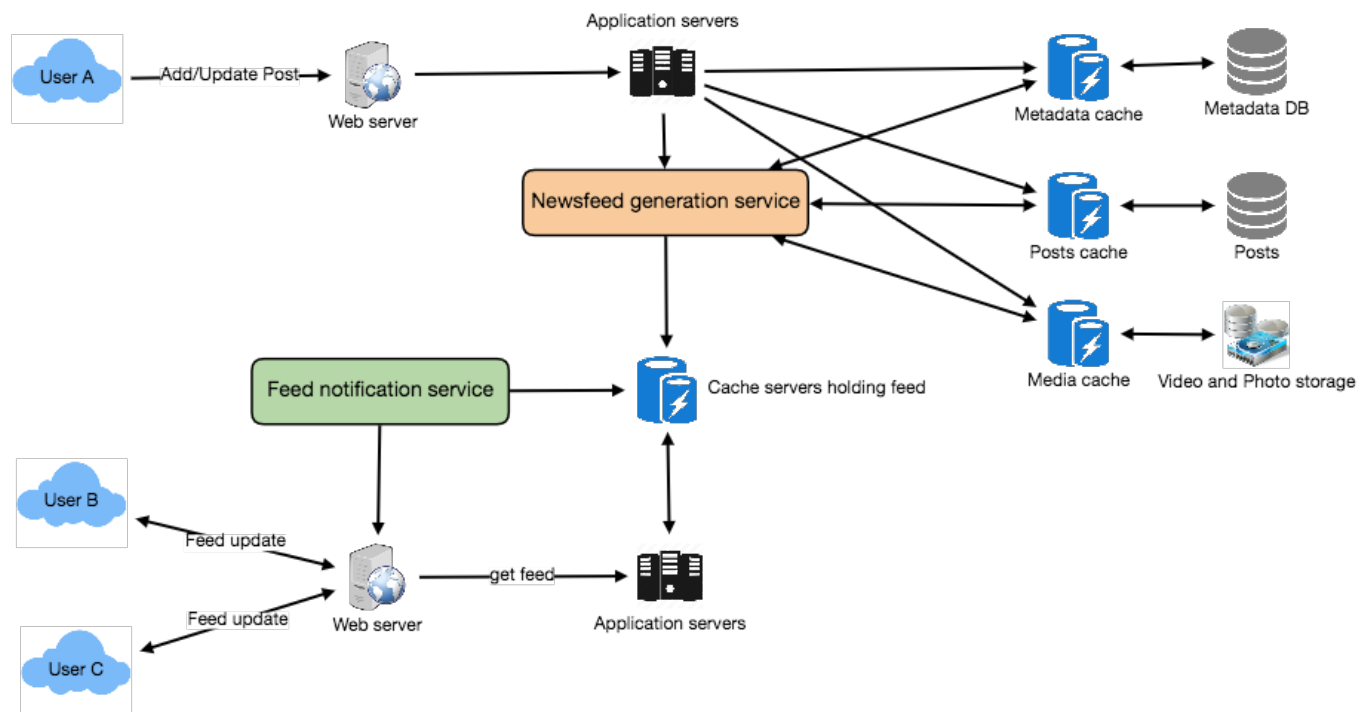 Application servers
User A
Add/Update Post
Web server
Metadata cache
Metadata DB
Newsfeed generation service
Posts cache
Posts
Media cache
Video and Photo storage
Feed notification service
Cache servers holding feed
User B
Feed update
get feed
Feed update
Web server
Application servers
User C